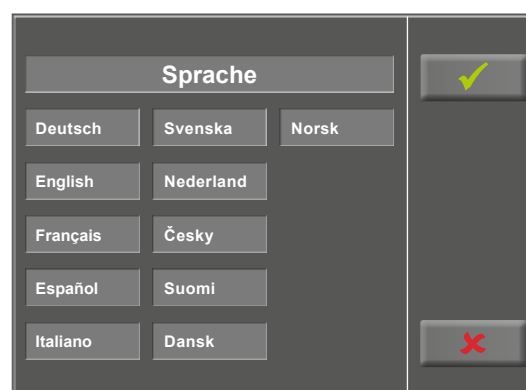 Sprache
Deutsch Svenska Norsk
English Nederland
Français Česky
Español Suomi
Italiano Dansk